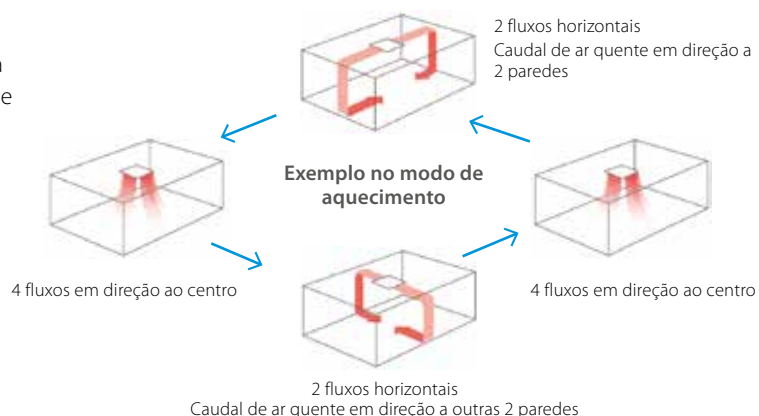 2 fluxos horizontais
Caudal de ar quente em direção a
2 paredes
e
Exemplo no modo de
aquecimento
4 fluxos em direção ao centro
4 fluxos em direção ao centro
2 fluxos horizontais
Caudal de ar quente em direção a outras 2 paredes